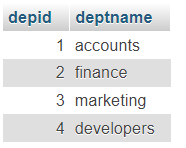 depid deptname
1 accounts
2 finance
3 marketing
4 developers